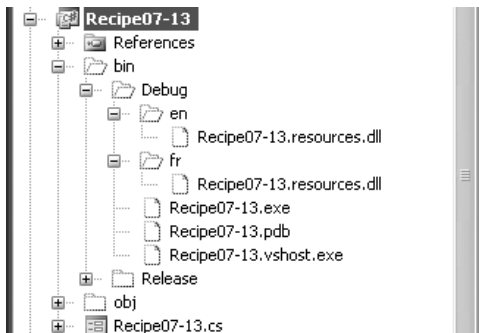 Recipe07-13
References
bin
Debug
en
Recipe07-13.resources.dll
fr
Recipe07-13.resources.dll
Recipe07-13.exe
Recipe07-13.pdb
Recipe07-13.vshost.exe
Release
obj
Recipe07-13.cs